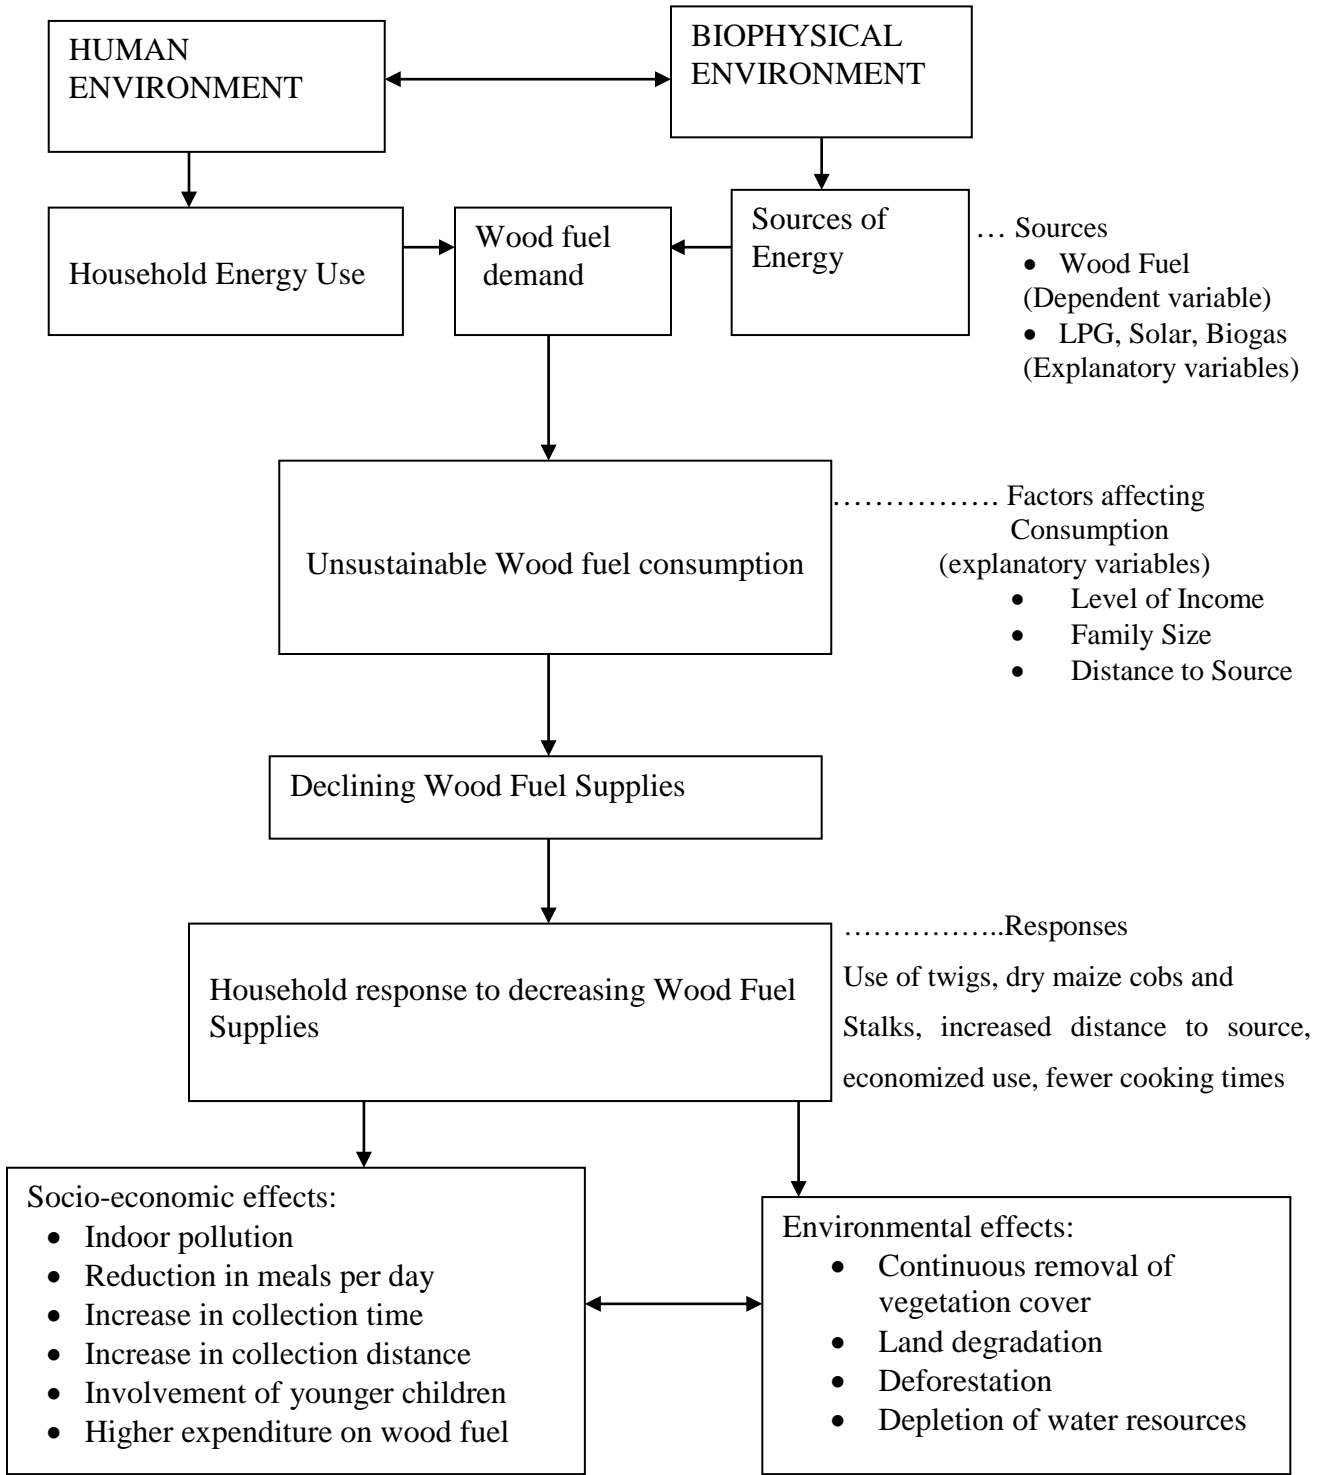 HUMAN
ENVIRONMENT
BIOPHYSICAL
ENVIRONMENT
Household Energy Use
Wood fuel
demand
Sources of
Energy
… Sources
• Wood Fuel
(Dependent variable)
• LPG, Solar, Biogas
(Explanatory variables)
Unsustainable Wood fuel consumption
……………. Factors affecting
Consumption
(explanatory variables)
• Level of Income
• Family Size
• Distance to Source
Declining Wood Fuel Supplies
Household response to decreasing Wood Fuel
Supplies
……………..Responses
Use of twigs, dry maize cobs and
Stalks, increased distance to source,
economized use, fewer cooking times
Socio-economic effects:
• Indoor pollution
• Reduction in meals per day
• Increase in collection time
• Increase in collection distance
• Involvement of younger children
• Higher expenditure on wood fuel
Environmental effects:
• Continuous removal of
vegetation cover
• Land degradation
• Deforestation
• Depletion of water resources